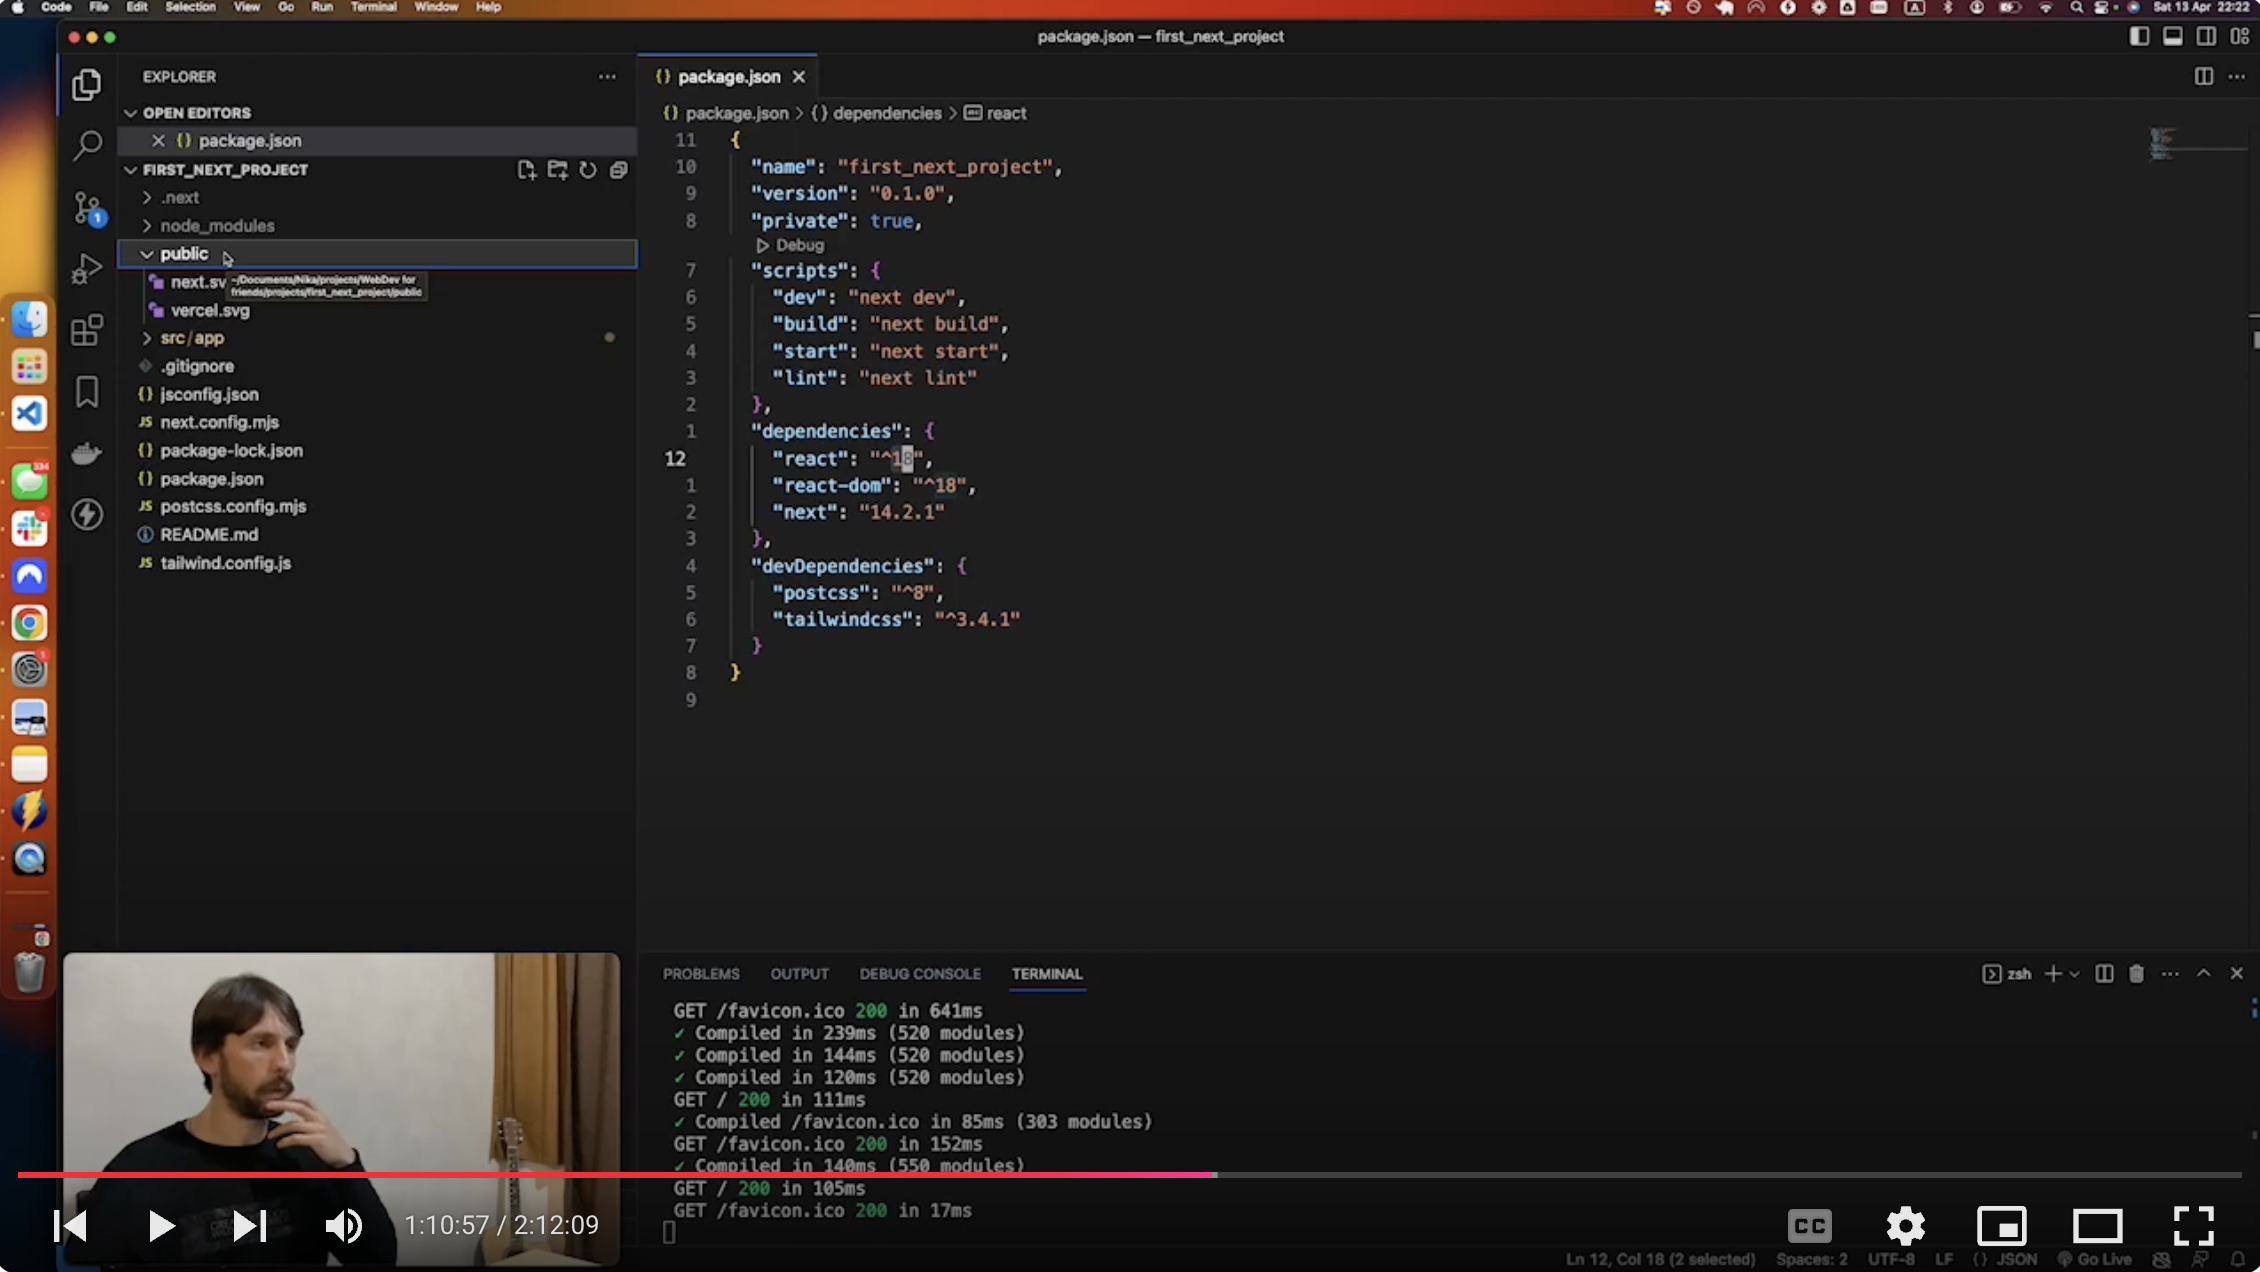 Code File Edit Selection View Go Run Terminal Window Help
Sat 13 Apr 22:22
package.json — first_next_project
EXPLORER
OPEN EDITORS
package.json
FIRST_NEXT_PROJECT
.next
node_modules
public
next.sv
~/Documents/Nika/projects/WebDev for
friends/projects/first_next_project/public
vercel.svg
src/app
.gitignore
jsconfig.json
JS next.config.mjs
package-lock.json
package.json
JS postcss.config.mjs
README.md
JS tailwind.config.js
334
1
1
package.json
package.json > {} dependencies > react
11 {
10 "name": "first_next_project",
9 "version": "0.1.0",
8 "private": true,
Debug
7 "scripts": {
6 "dev": "next dev",
5 "build": "next build",
4 "start": "next start",
3 "lint": "next lint"
2 },
1 "dependencies": {
12 "react": "^18",
1 "react-dom": "^18",
2 "next": "14.2.1"
3 },
4 "devDependencies": {
5 "postcss": "^8",
6 "tailwindcss": "^3.4.1"
7 }
8 }
9
PROBLEMS OUTPUT DEBUG CONSOLE TERMINAL
zsh
GET /favicon.ico 200 in 641ms
✓ Compiled in 239ms (520 modules)
✓ Compiled in 144ms (520 modules)
✓ Compiled in 120ms (520 modules)
GET / 200 in 111ms
✓ Compiled /favicon.ico in 85ms (303 modules)
GET /favicon.ico 200 in 152ms
✓ Compiled in 140ms (550 modules)
GET / 200 in 105ms
GET /favicon.ico 200 in 17ms
1:10:57 / 2:12:09
CC
Ln 12, Col 18 (2 selected) Spaces: 2 UTF-8 LF {} JSON Go Live